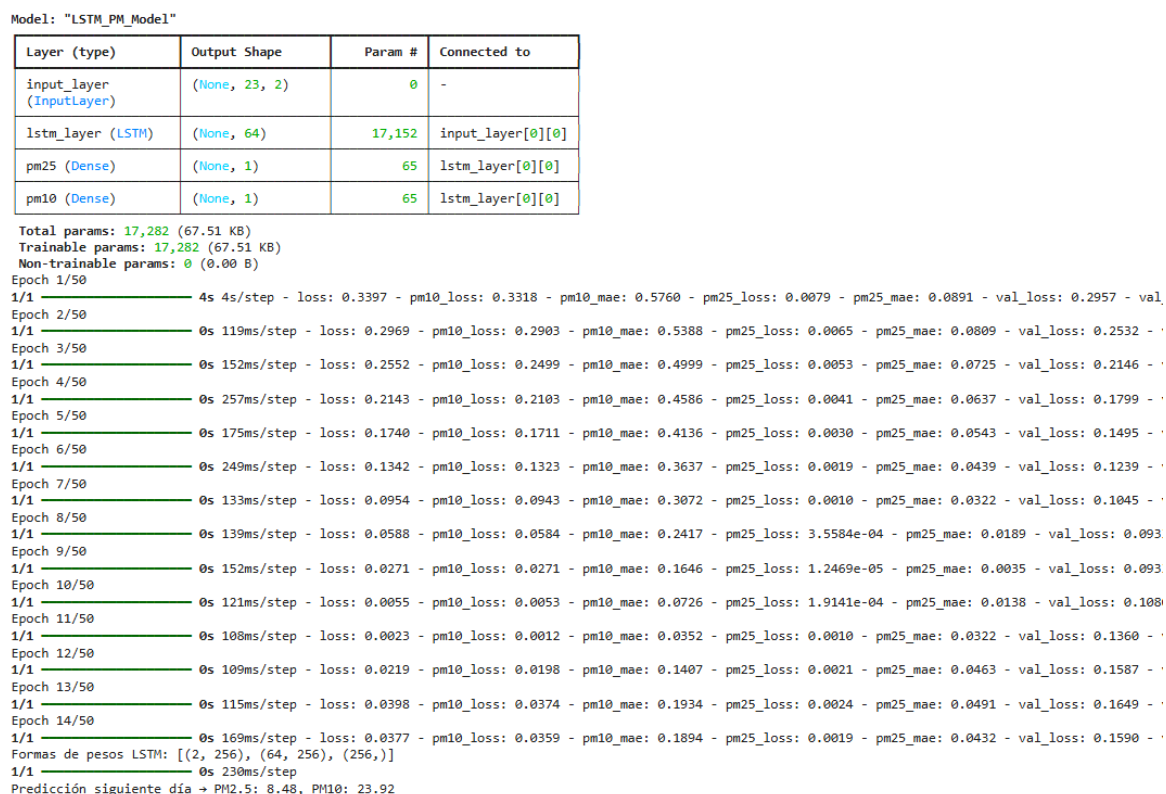 Model: "LSTM_PM_Model"
Layer (type) Output Shape Param # Connected to
input_layer (None, 23, 2) 0 -
(InputLayer)
lstm_layer (LSTM) (None, 64) 17,152 input_layer[0][0]
pm25 (Dense) (None, 1) 65 lstm_layer[0][0]
pm10 (Dense) (None, 1) 65 lstm_layer[0][0]
Total params: 17,282 (67.51 KB)
Trainable params: 17,282 (67.51 KB)
Non-trainable params: 0 (0.00 B)
Epoch 1/50
1/1 4s 4s/step - loss: 0.3397 - pm10_loss: 0.3318 - pm10_mae: 0.5760 - pm25_loss: 0.0079 - pm25_mae: 0.0891 - val_loss: 0.2957 - val_
Epoch 2/50
1/1 0s 119ms/step - loss: 0.2969 - pm10_loss: 0.2903 - pm10_mae: 0.5388 - pm25_loss: 0.0065 - pm25_mae: 0.0809 - val_loss: 0.2532 -
Epoch 3/50
1/1 0s 152ms/step - loss: 0.2552 - pm10_loss: 0.2499 - pm10_mae: 0.4999 - pm25_loss: 0.0053 - pm25_mae: 0.0725 - val_loss: 0.2146 -
Epoch 4/50
1/1 0s 257ms/step - loss: 0.2143 - pm10_loss: 0.2103 - pm10_mae: 0.4586 - pm25_loss: 0.0041 - pm25_mae: 0.0637 - val_loss: 0.1799 -
Epoch 5/50
1/1 0s 175ms/step - loss: 0.1740 - pm10_loss: 0.1711 - pm10_mae: 0.4136 - pm25_loss: 0.0030 - pm25_mae: 0.0543 - val_loss: 0.1495 -
Epoch 6/50
1/1 0s 249ms/step - loss: 0.1342 - pm10_loss: 0.1323 - pm10_mae: 0.3637 - pm25_loss: 0.0019 - pm25_mae: 0.0439 - val_loss: 0.1239 -
Epoch 7/50
1/1 0s 133ms/step - loss: 0.0954 - pm10_loss: 0.0943 - pm10_mae: 0.3072 - pm25_loss: 0.0010 - pm25_mae: 0.0322 - val_loss: 0.1045 -
Epoch 8/50
1/1 0s 139ms/step - loss: 0.0588 - pm10_loss: 0.0584 - pm10_mae: 0.2417 - pm25_loss: 3.5584e-04 - pm25_mae: 0.0189 - val_loss: 0.093
Epoch 9/50
1/1 0s 152ms/step - loss: 0.0271 - pm10_loss: 0.0271 - pm10_mae: 0.1646 - pm25_loss: 1.2469e-05 - pm25_mae: 0.0035 - val_loss: 0.093
Epoch 10/50
1/1 0s 121ms/step - loss: 0.0055 - pm10_loss: 0.0053 - pm10_mae: 0.0726 - pm25_loss: 1.9141e-04 - pm25_mae: 0.0138 - val_loss: 0.108
Epoch 11/50
1/1 0s 108ms/step - loss: 0.0023 - pm10_loss: 0.0012 - pm10_mae: 0.0352 - pm25_loss: 0.0010 - pm25_mae: 0.0322 - val_loss: 0.1360 -
Epoch 12/50
1/1 0s 109ms/step - loss: 0.0219 - pm10_loss: 0.0198 - pm10_mae: 0.1407 - pm25_loss: 0.0021 - pm25_mae: 0.0463 - val_loss: 0.1587 -
Epoch 13/50
1/1 0s 115ms/step - loss: 0.0398 - pm10_loss: 0.0374 - pm10_mae: 0.1934 - pm25_loss: 0.0024 - pm25_mae: 0.0491 - val_loss: 0.1649 -
Epoch 14/50
1/1 0s 169ms/step - loss: 0.0377 - pm10_loss: 0.0359 - pm10_mae: 0.1894 - pm25_loss: 0.0019 - pm25_mae: 0.0432 - val_loss: 0.1590 -
Formas de pesos LSTM: [(2, 256), (64, 256), (256,)]
1/1 0s 230ms/step
Predicción siguiente día → PM2.5: 8.48, PM10: 23.92